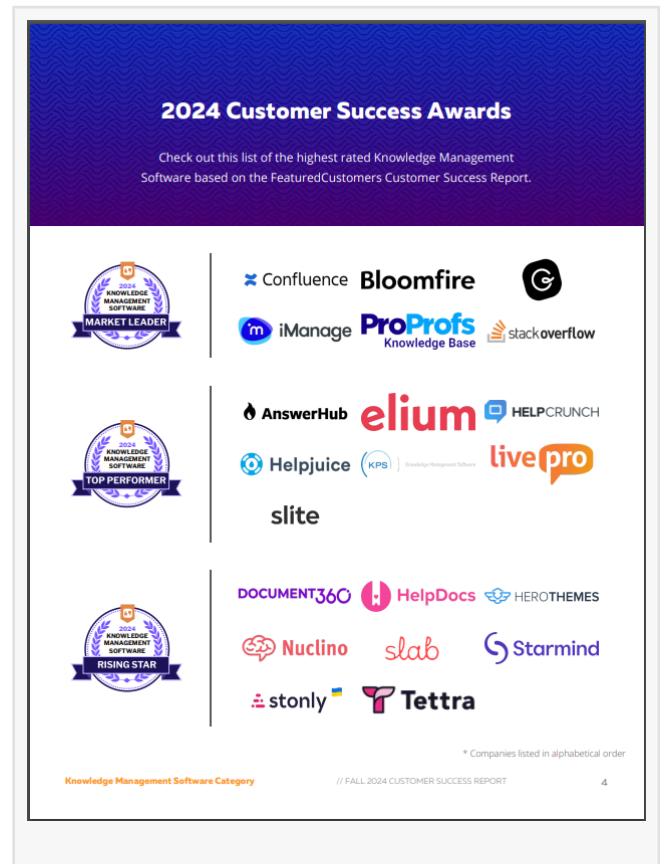 2024 Customer Success Awards
Check out this list of the highest rated Knowledge Management
Software based on the FeaturedCustomers Customer Success Report.
2024
KNOWLEDGE
MANAGEMENT
SOFTWARE
MARKET LEADER
Confluence Bloomfire
iManage ProProfs stackoverflow
Knowledge Base
2024
KNOWLEDGE
MANAGEMENT
SOFTWARE
TOP PERFORMER
AnswerHub elium HELPCRUNCH
Helpjuice KPS Knowledge Management Software livepro
slite
2024
KNOWLEDGE
MANAGEMENT
SOFTWARE
RISING STAR
DOCUMENT360 HelpDocs HEROTHEMES
Nuclino slab Starmind
stonly Tettra
* Companies listed in alphabetical order
Knowledge Management Software Category // FALL 2024 CUSTOMER SUCCESS REPORT 4